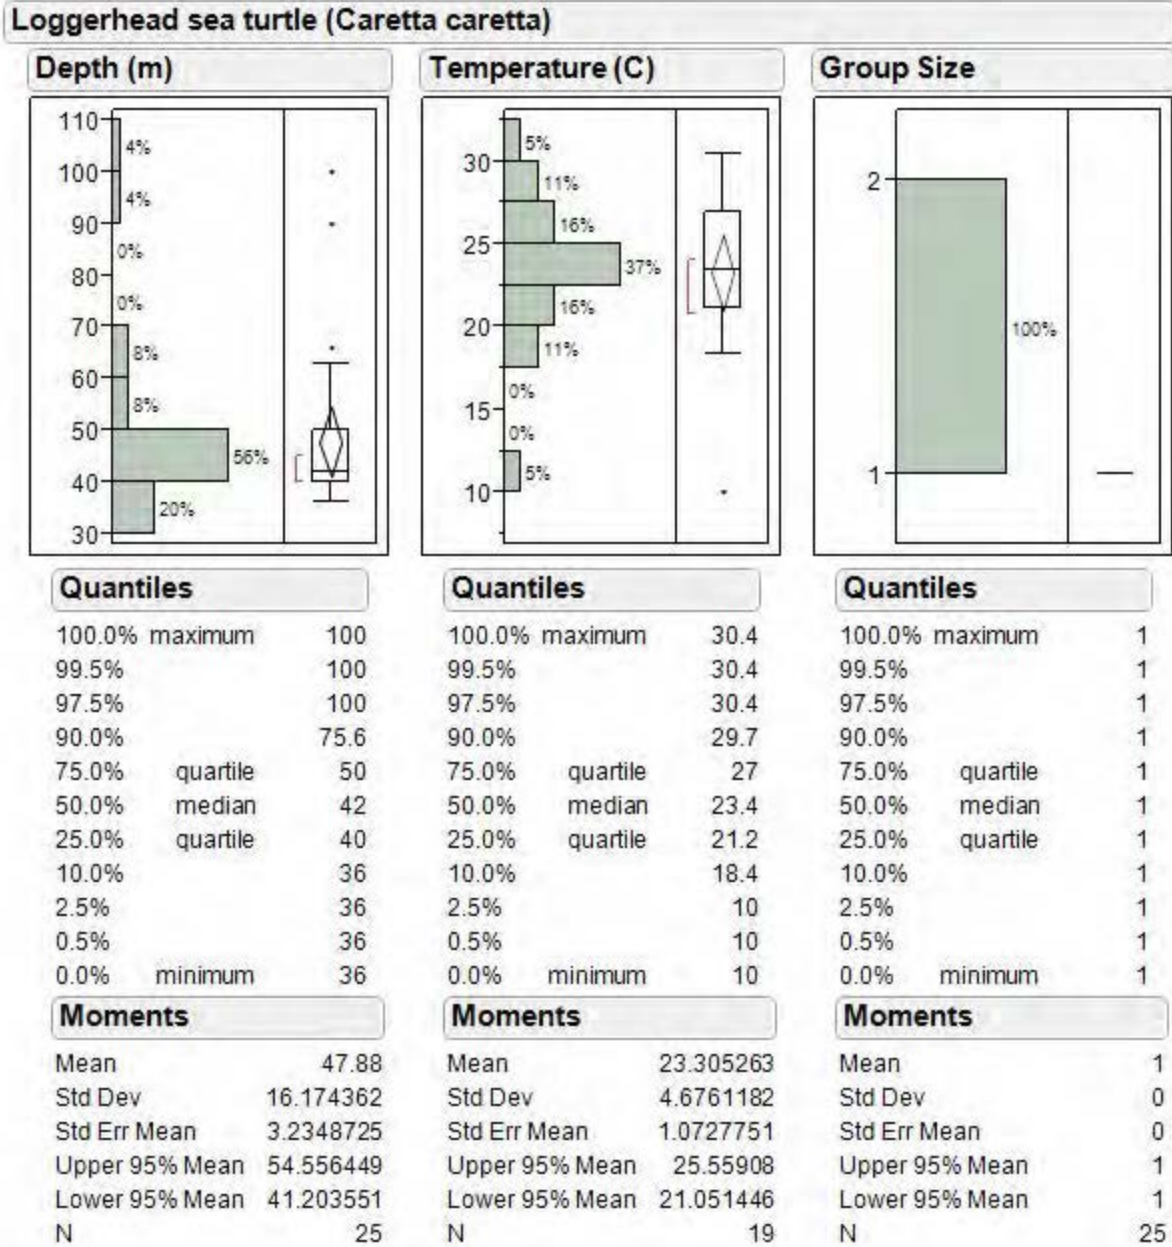 Loggerhead sea turtle (Caretta caretta)
Depth (m)
110
100
90
80
70
60
50
40
30
4%
4%
0%
0%
8%
8%
56%
20%
Quantiles
100.0% maximum 100
99.5% 100
97.5% 100
90.0% 75.6
75.0% quartile 50
50.0% median 42
25.0% quartile 40
10.0% 36
2.5% 36
0.5% 36
0.0% minimum 36
Moments
Mean 47.88
Std Dev 16.174362
Std Err Mean 3.2348725
Upper 95% Mean 54.556449
Lower 95% Mean 41.203551
N 25
Temperature (C)
30
25
20
15
10
5%
11%
16%
37%
16%
11%
0%
0%
5%
Quantiles
100.0% maximum 30.4
99.5% 30.4
97.5% 30.4
90.0% 29.7
75.0% quartile 27
50.0% median 23.4
25.0% quartile 21.2
10.0% 18.4
2.5% 10
0.5% 10
0.0% minimum 10
Moments
Mean 23.305263
Std Dev 4.6761182
Std Err Mean 1.0727751
Upper 95% Mean 25.55908
Lower 95% Mean 21.051446
N 19
Group Size
2
1
100%
Quantiles
100.0% maximum 1
99.5% 1
97.5% 1
90.0% 1
75.0% quartile 1
50.0% median 1
25.0% quartile 1
10.0% 1
2.5% 1
0.5% 1
0.0% minimum 1
Moments
Mean 1
Std Dev 0
Std Err Mean 0
Upper 95% Mean 1
Lower 95% Mean 1
N 25